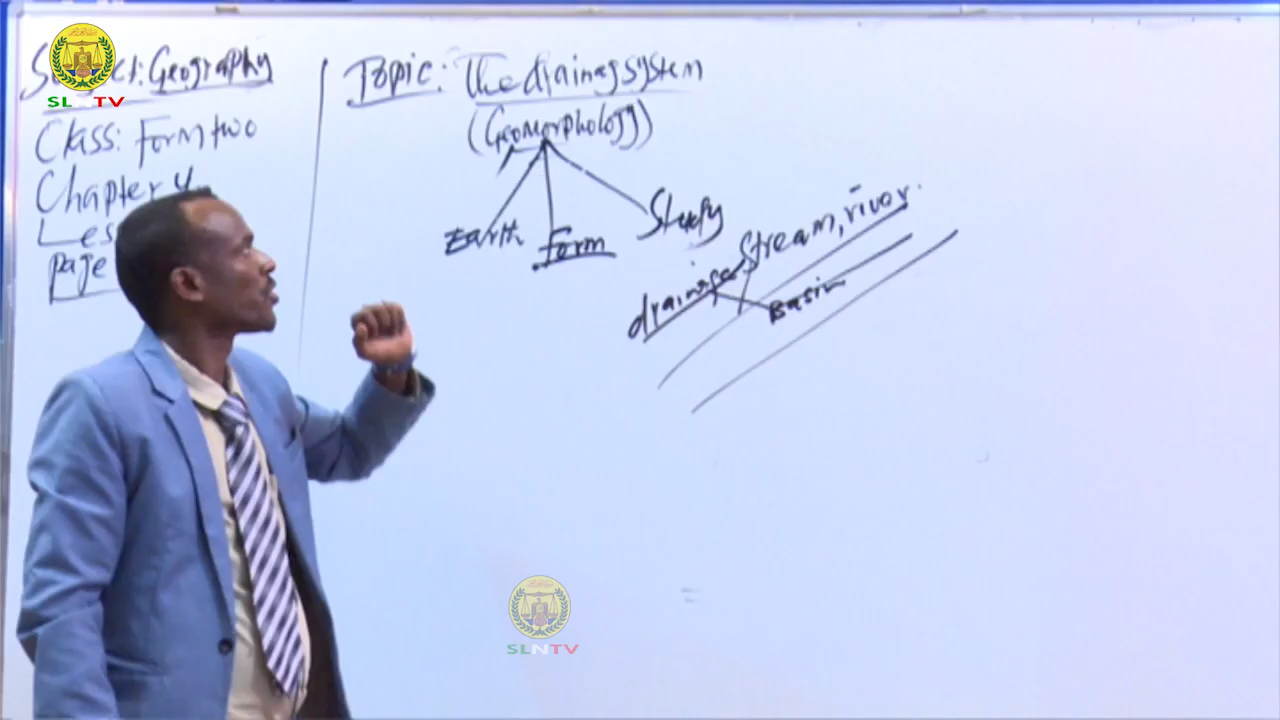 Subject: Geography
SLNTV
Class: Form two
Chapter 4
Les
page
Topic: The drainag system
(Geomorphology)
Earth
Form
Study
drainage
Stream, river.
Basin
SLNTV